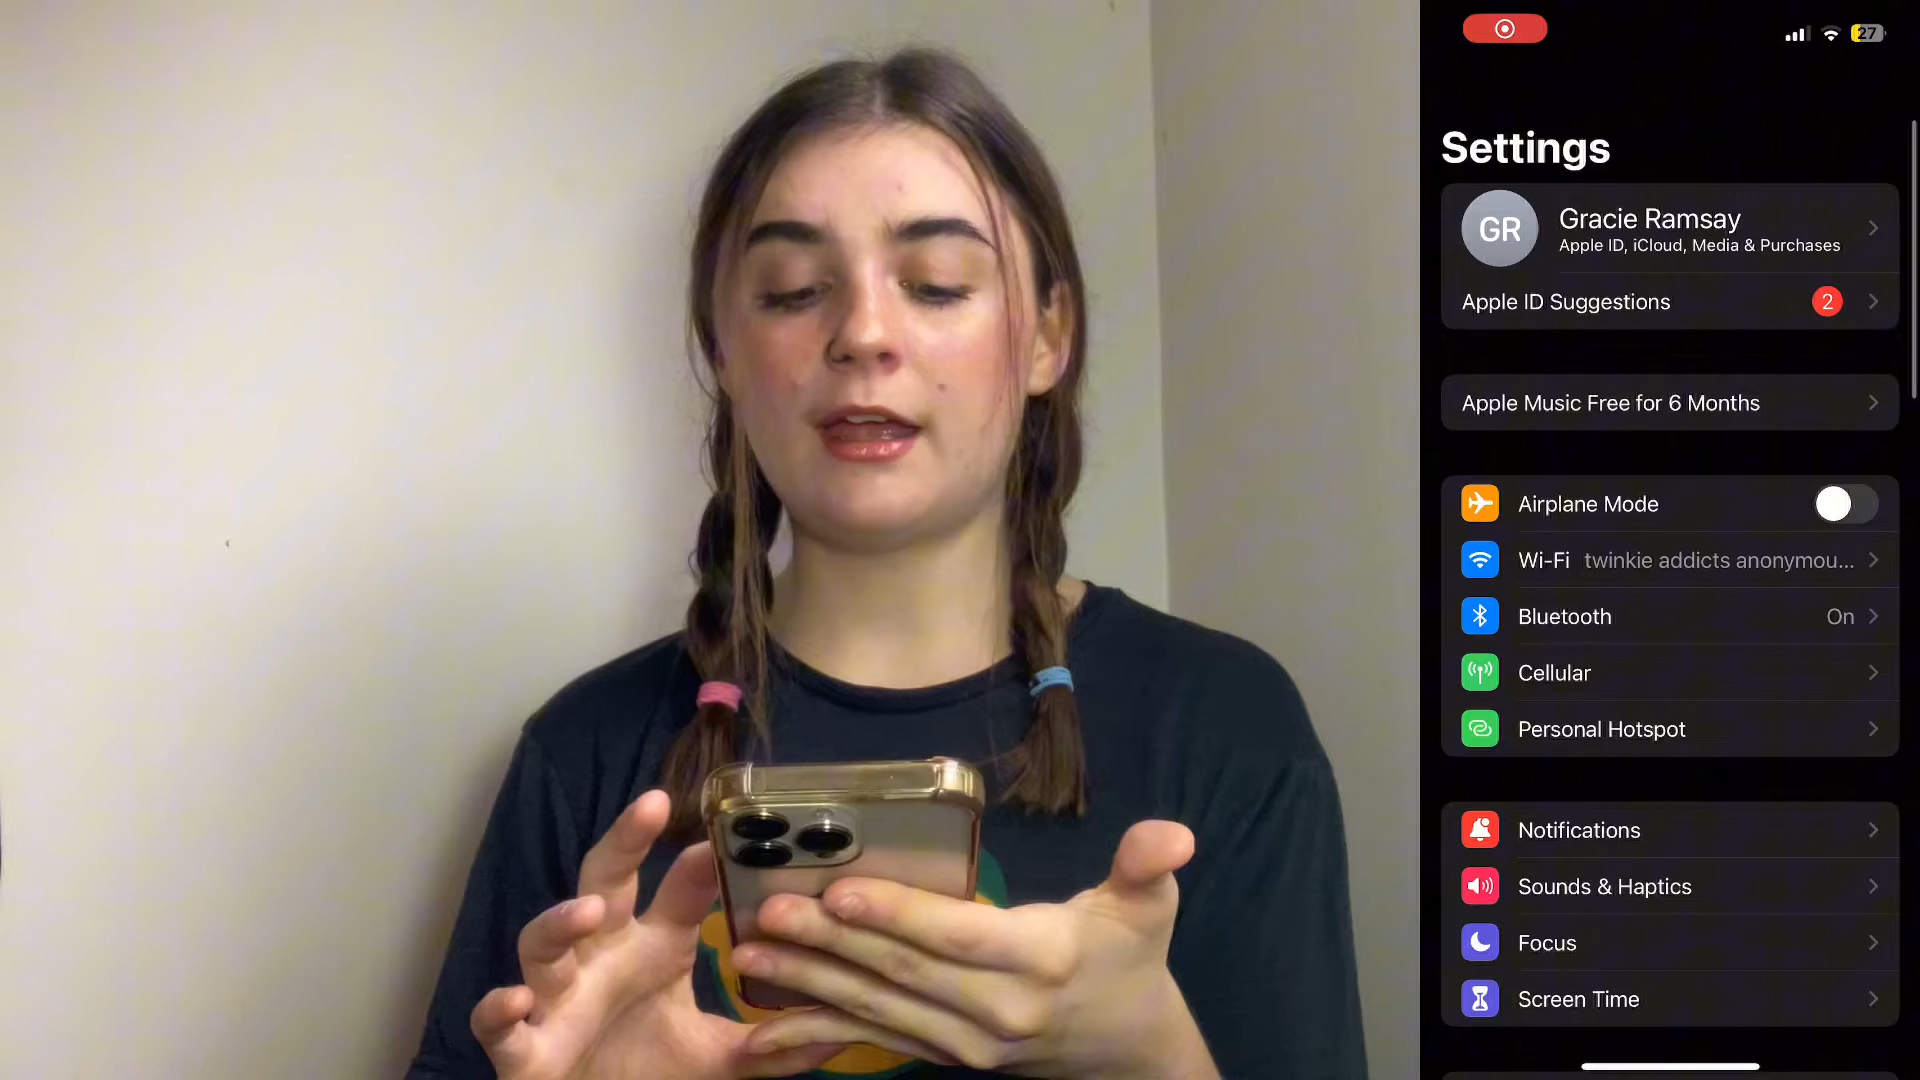 27
Settings
GR
Gracie Ramsay
Apple ID, iCloud, Media & Purchases
Apple ID Suggestions 2
Apple Music Free for 6 Months
Airplane Mode
Wi-Fi twinkie addicts anonymou...
Bluetooth On
Cellular
Personal Hotspot
Notifications
Sounds & Haptics
Focus
Screen Time